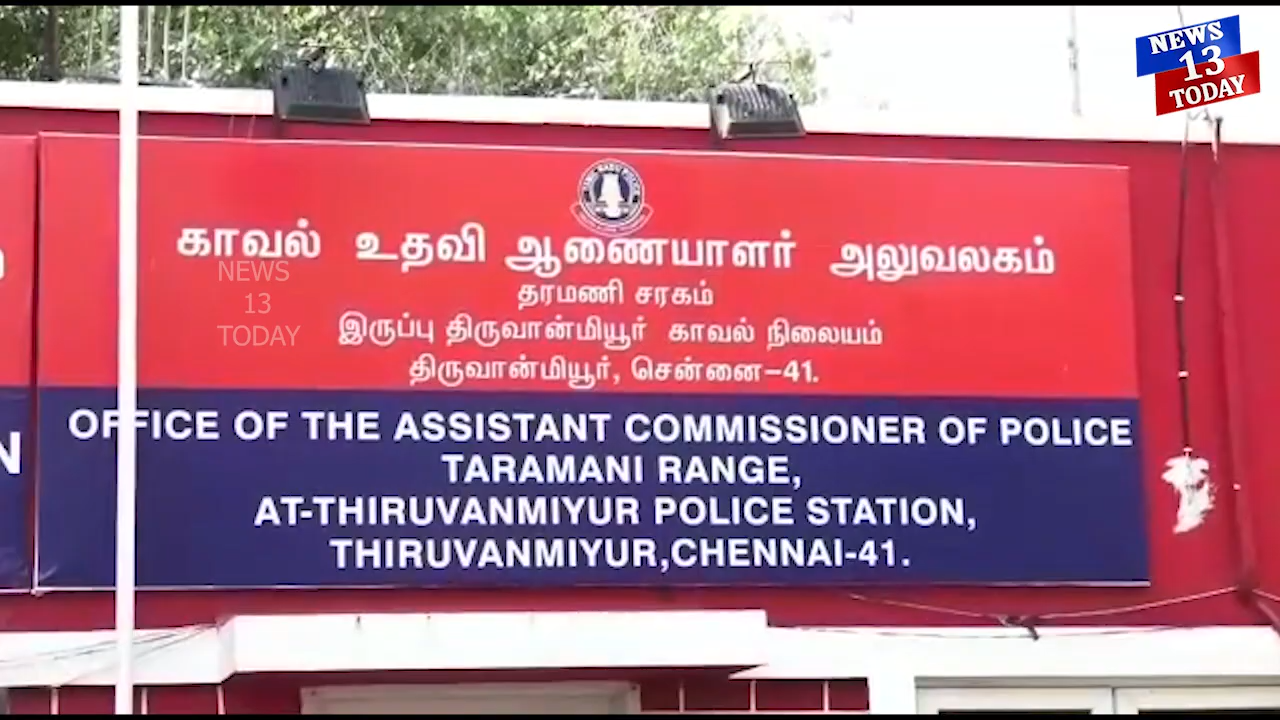 NEWS
13
TODAY
காவல் உதவி ஆணையாளர் அலுவலகம்
தரமணி சரகம்
இருப்பு திருவான்மியூர் காவல் நிலையம்
திருவான்மியூர், சென்னை-41.
NEWS
13
TODAY
OFFICE OF THE ASSISTANT COMMISSIONER OF POLICE
TARAMANI RANGE,
AT-THIRUVANMIYUR POLICE STATION,
THIRUVANMIYUR,CHENNAI-41.
N